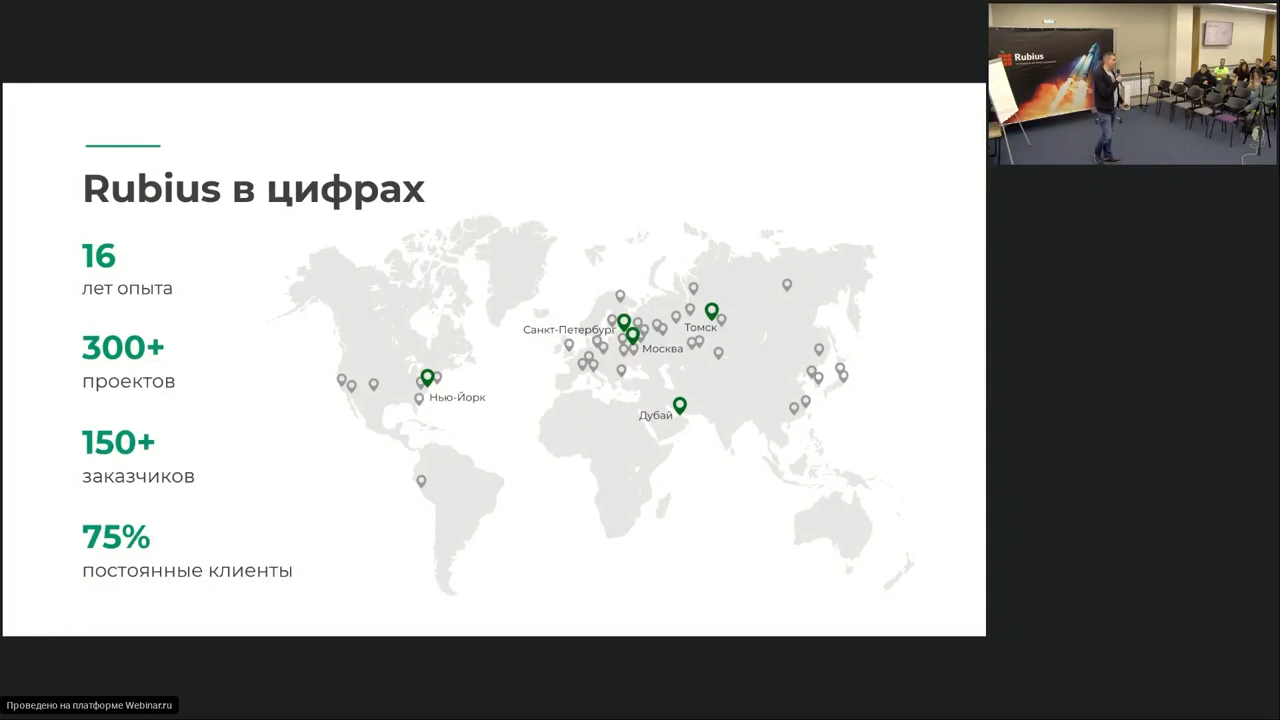 Rubius в цифрах
16
лет опыта
300+
проектов
150+
заказчиков
75%
постоянные клиенты
Санкт-Петербург
Томск
Москва
Нью-Йорк
Дубай
Rubius
Проведено на платформе Webinar.ru